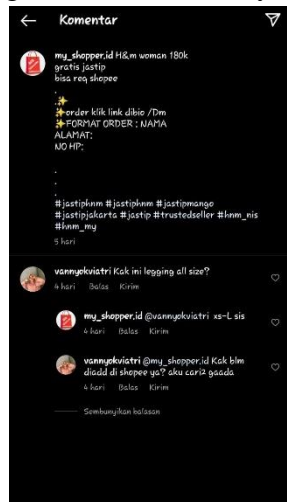 Komentar
my_shopper.id H&m woman 180k
gratis jastip
bisa req shopee
.
.✨
✨order klik link dibio /Dm
✨FORMAT ORDER : NAMA
ALAMAT:
NO HP:
.
.
.
#jastiphnm #jastiphnm #jastipmango
#jastipjakarta #jastip #trustedseller #hnm_nis
#hnm_my
5 hari
vannyokviatri Kak ini legging all size?
4 hari Balas Kirim
my_shopper.id @vannyokviatri xs-L sis
4 hari Balas Kirim
vannyokviatri @my_shopper.id Kak blm
diadd di shopee ya? aku cari2 gaada
4 hari Balas Kirim
Sembunyikan balasan